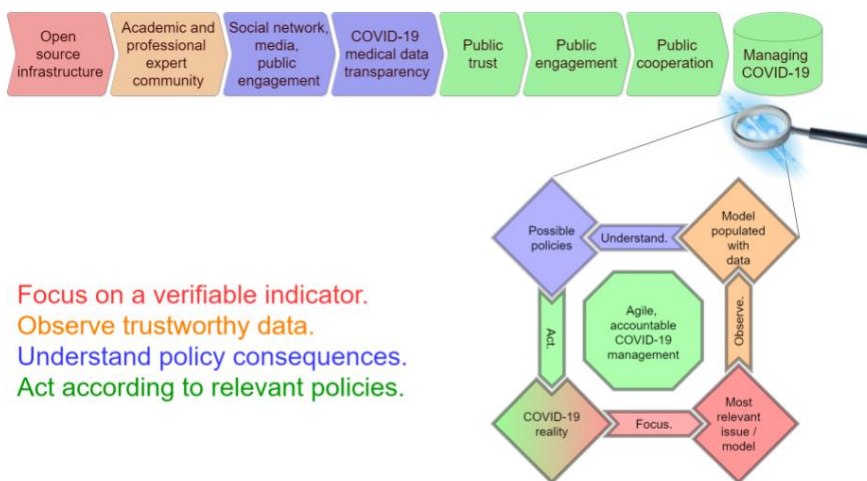 Open
source
infrastructure
Academic and
professional
expert
community
Social network,
media,
public
engagement
COVID-19
medical data
transparency
Public
trust
Public
engagement
Public
cooperation
Managing
COVID-19
Possible
policies
Understand.
Model
populated
with
data
Focus on a verifiable indicator.
Observe trustworthy data.
Understand policy consequences.
Act according to relevant policies.
Act.
Agile,
accountable
COVID-19
management
Observe.
COVID-19
reality
Focus.
Most
relevant
issue /
model